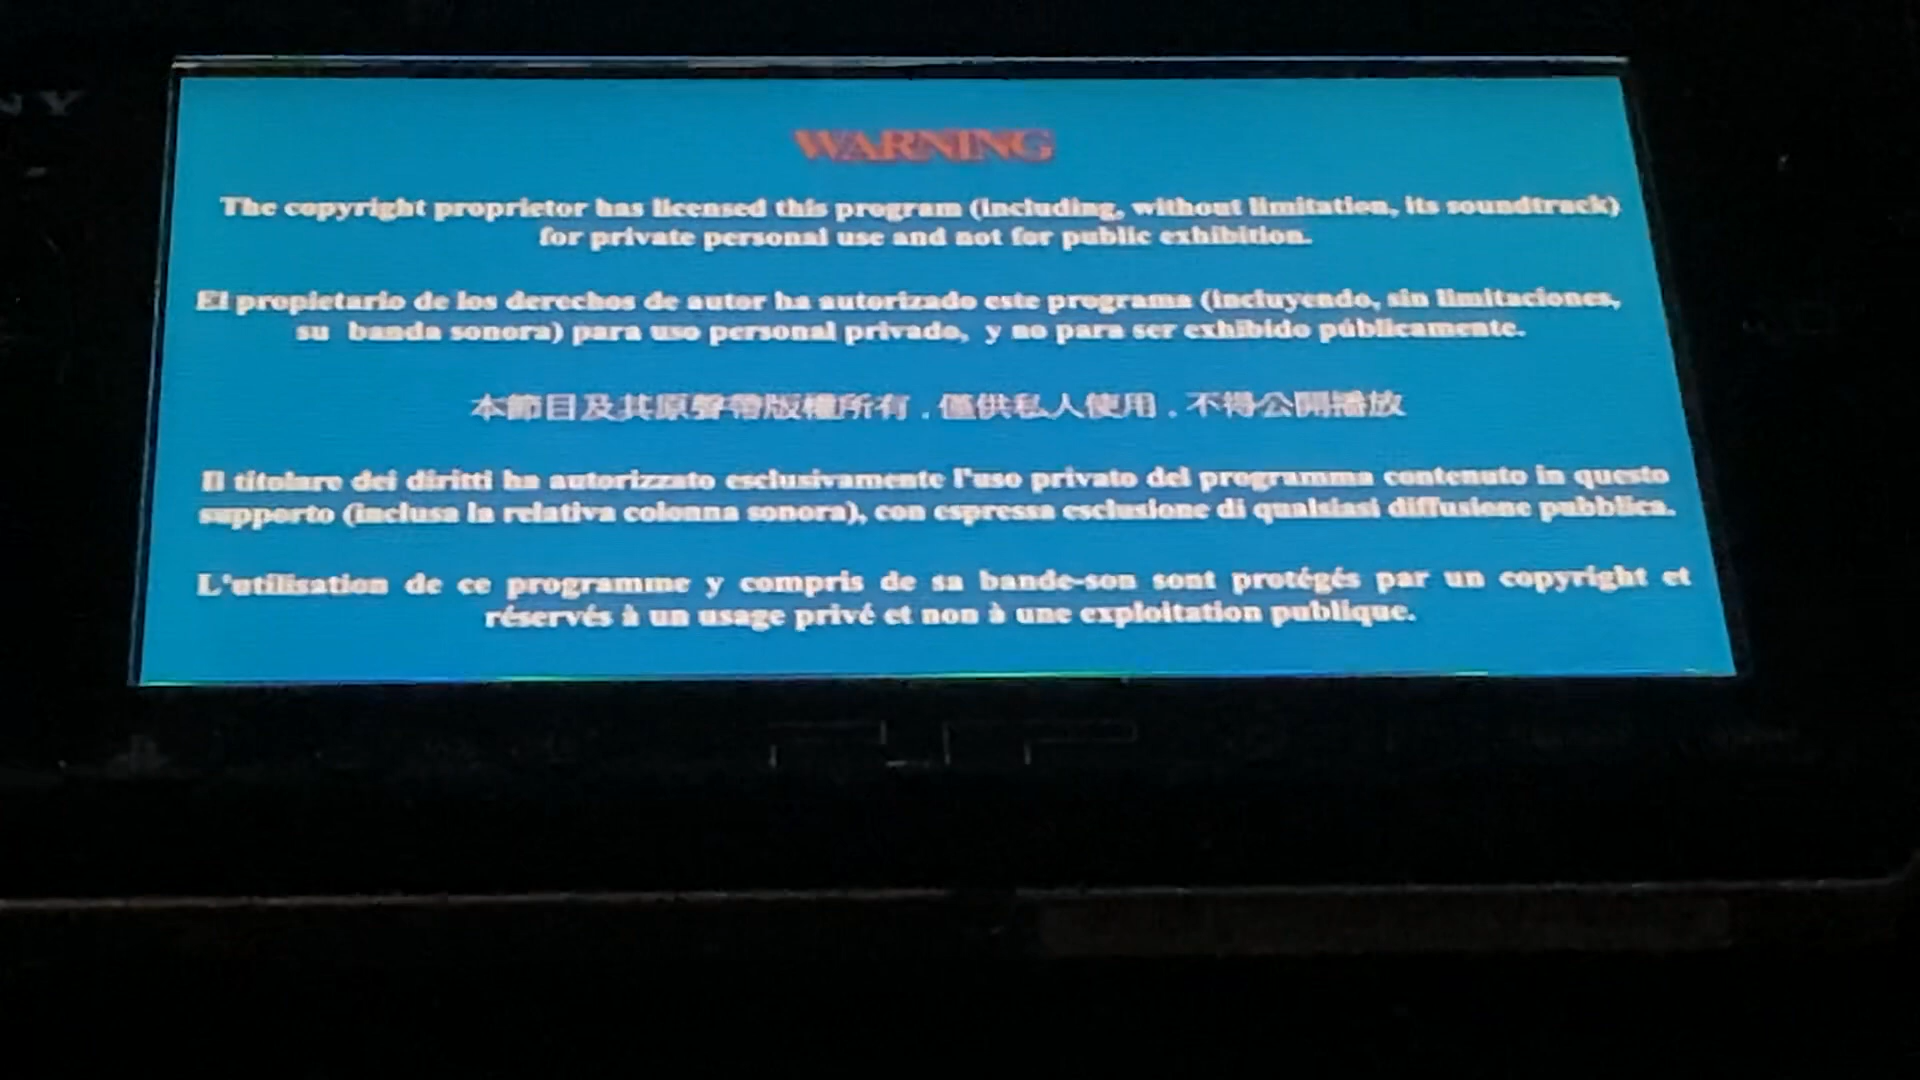 NY
WARNING
The copyright proprietor has licensed this program (including, without limitation, its soundtrack)
for private personal use and not for public exhibition.
El propietario de los derechos de autor ha autorizado este programa (incluyendo, sin limitaciones,
su banda sonora) para uso personal privado, y no para ser exhibido públicamente.
本節目及其原聲帶版權所有．僅供私人使用．不得公開播放
Il titolare dei diritti ha autorizzato esclusivamente l'uso privato del programma contenuto in questo
supporto (inclusa la relativa colonna sonora), con espressa esclusione di qualsiasi diffusione pubblica.
L'utilisation de ce programme y compris de sa bande-son sont protégés par un copyright et
réservés à un usage privé et non à une exploitation publique.
PSP